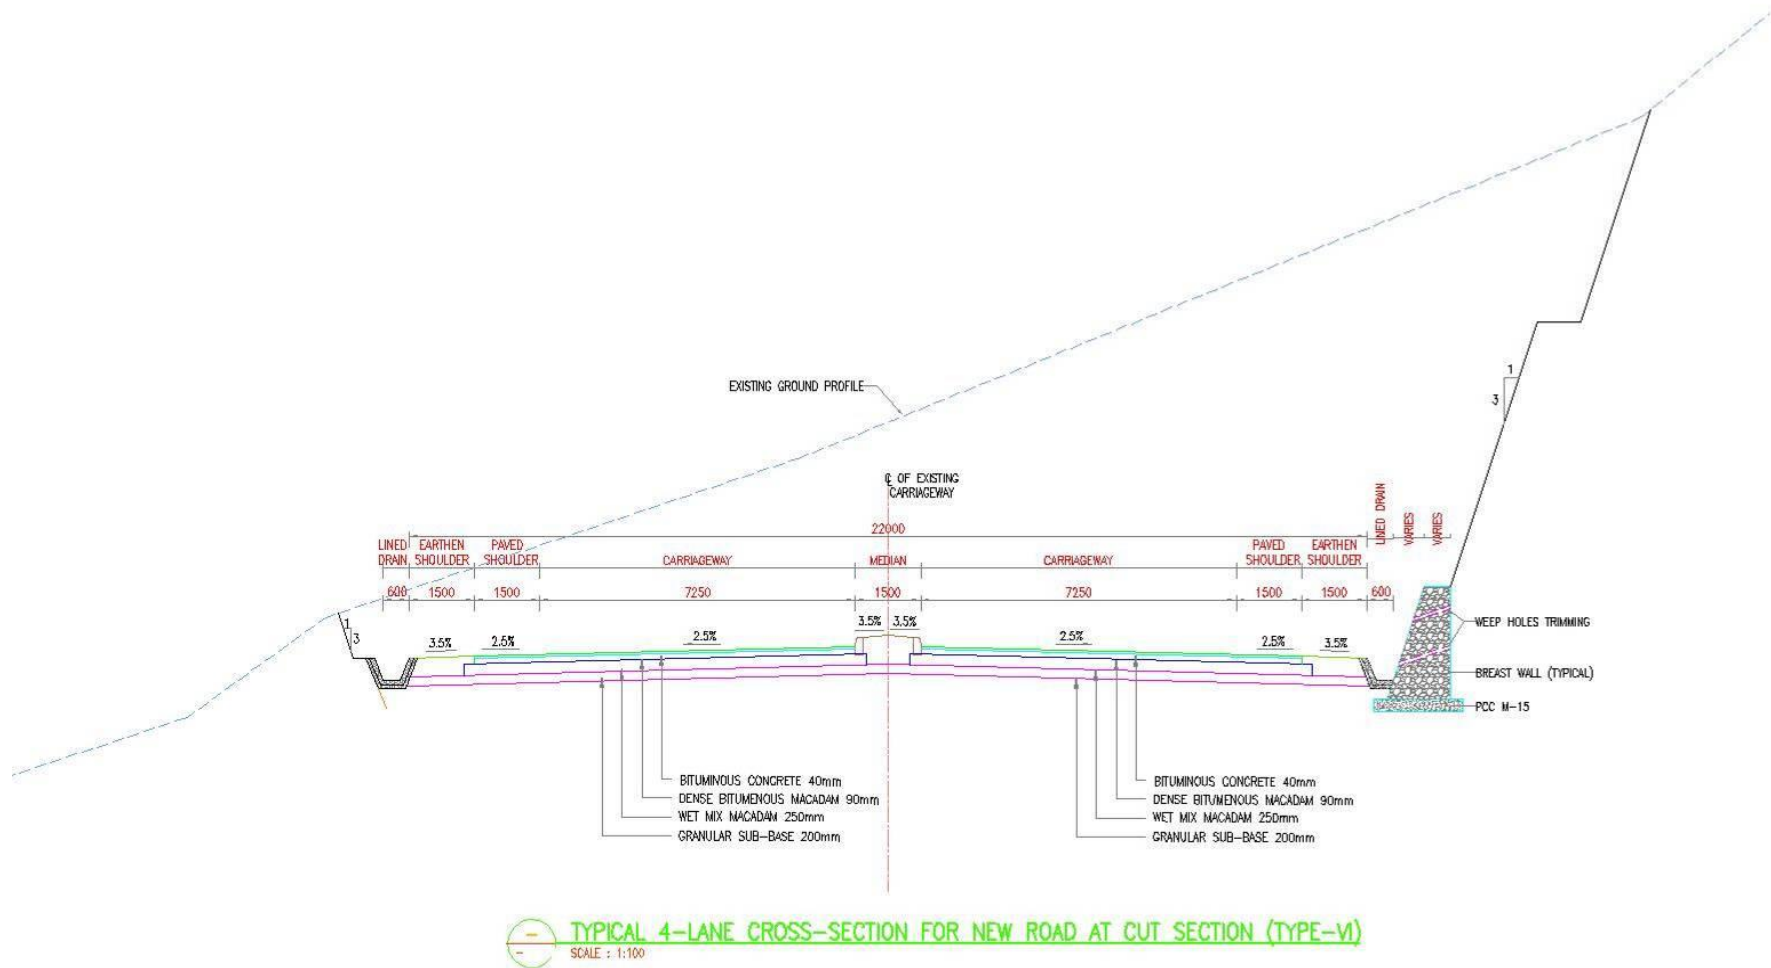 EXISTING GROUND PROFILE
1
3
℄ OF EXISTING
CARRIAGEWAY
22000
LINED DRAIN
VARIES
VARIES
LINED DRAIN
EARTHEN SHOULDER
PAVED SHOULDER
CARRIAGEWAY
MEDIAN
CARRIAGEWAY
PAVED SHOULDER
EARTHEN SHOULDER
600
1500
1500
7250
1500
7250
1500
1500
600
1
3
3.5%
2.5%
2.5%
3.5%
3.5%
2.5%
2.5%
3.5%
WEEP HOLES TRIMMING
BREAST WALL (TYPICAL)
PCC M-15
BITUMINOUS CONCRETE 40mm
DENSE BITUMENOUS MACADAM 90mm
WET MIX MACADAM 250mm
GRANULAR SUB-BASE 200mm
BITUMINOUS CONCRETE 40mm
DENSE BITUMENOUS MACADAM 90mm
WET MIX MACADAM 250mm
GRANULAR SUB-BASE 200mm
TYPICAL 4-LANE CROSS-SECTION FOR NEW ROAD AT CUT SECTION (TYPE-VI)
SCALE : 1:100